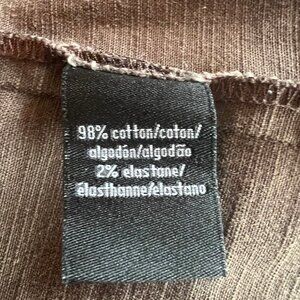 98% cotton/coton/
algodón/algodão
2% elastane/
élasthanne/elastano